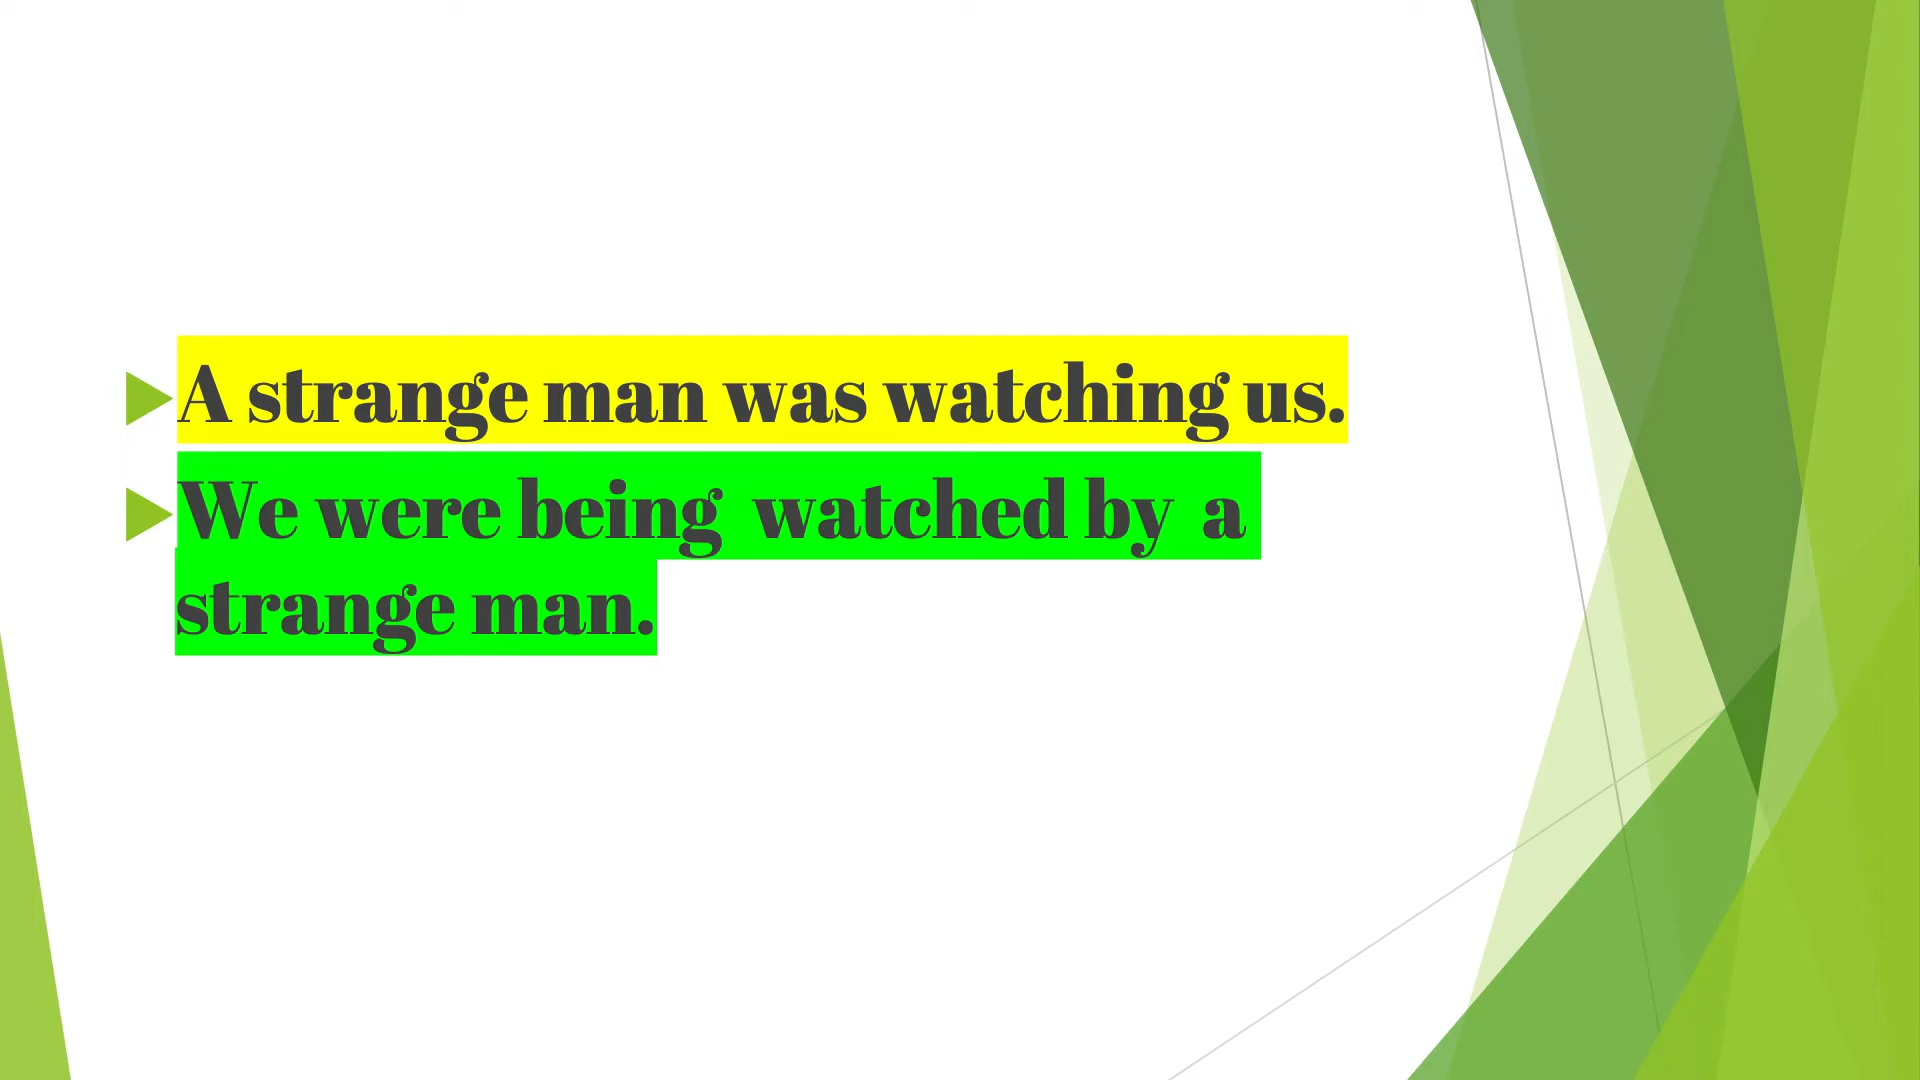 A strange man was watching us.
We were being  watched by  a
strange man.